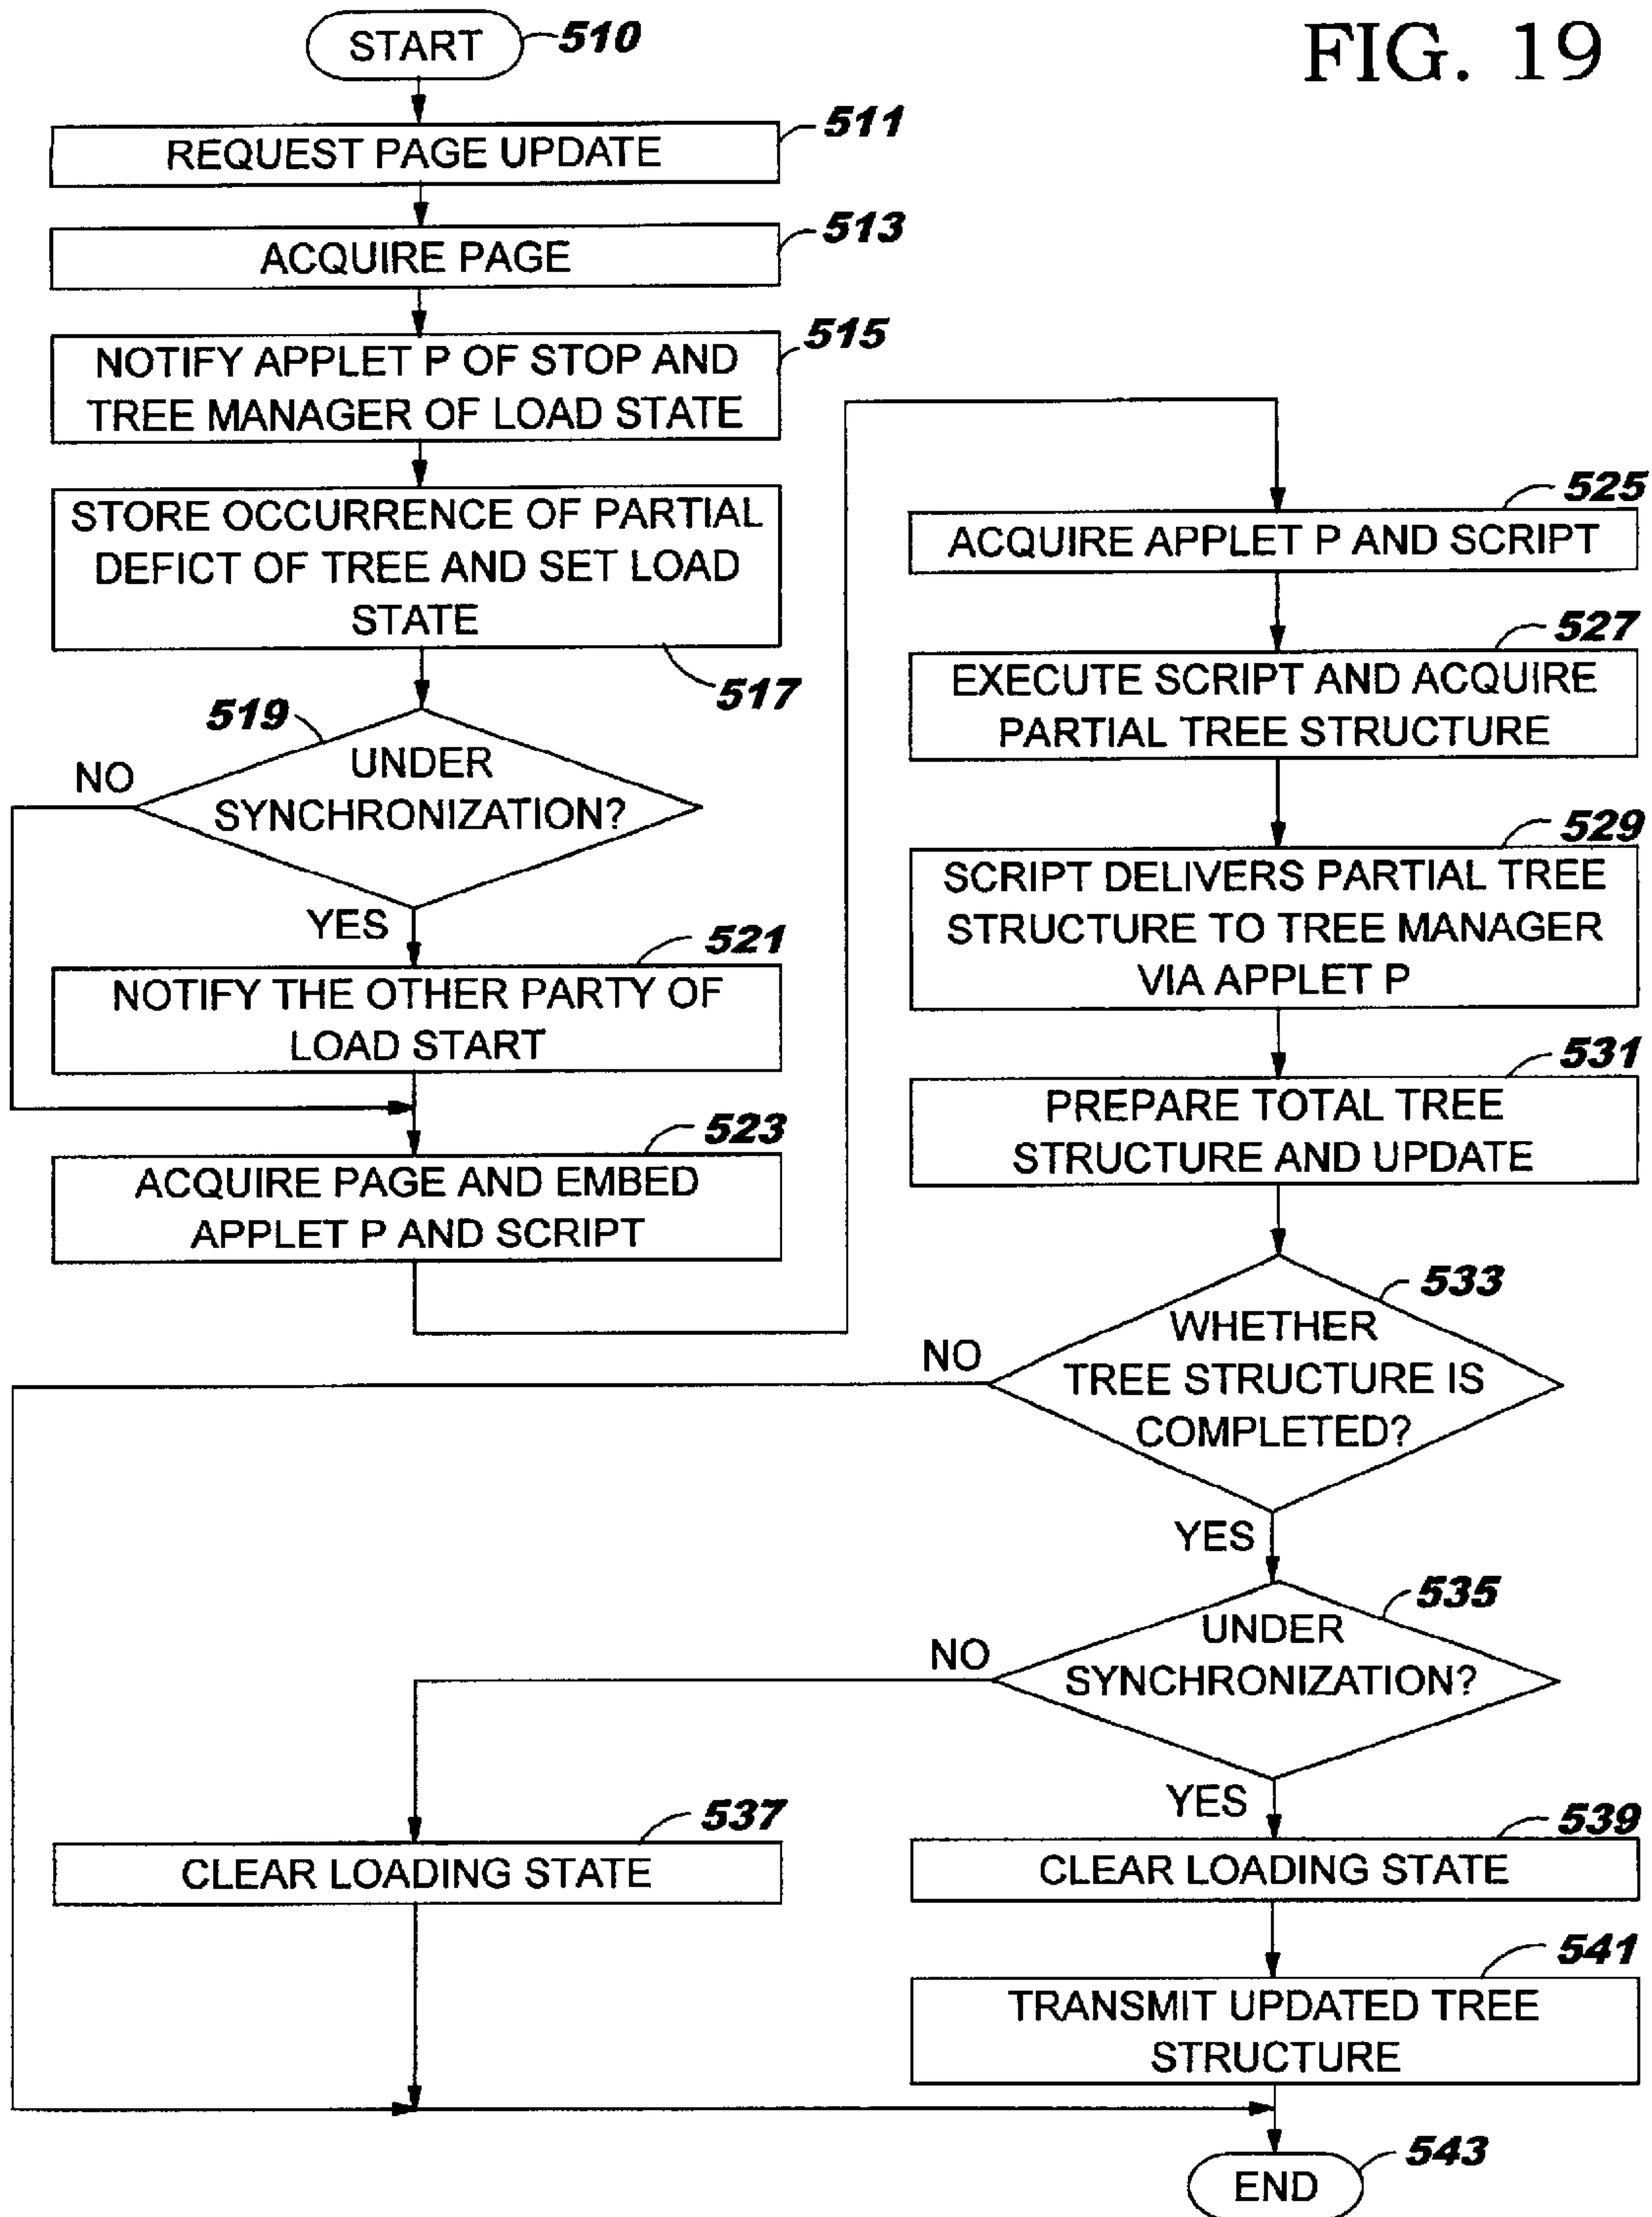 FIG. 19
START 510
511
REQUEST PAGE UPDATE
513
ACQUIRE PAGE
515
NOTIFY APPLET P OF STOP AND
TREE MANAGER OF LOAD STATE
STORE OCCURRENCE OF PARTIAL
DEFICT OF TREE AND SET LOAD
STATE
517
519
UNDER
SYNCHRONIZATION?
NO
YES
521
NOTIFY THE OTHER PARTY OF
LOAD START
523
ACQUIRE PAGE AND EMBED
APPLET P AND SCRIPT
525
ACQUIRE APPLET P AND SCRIPT
527
EXECUTE SCRIPT AND ACQUIRE
PARTIAL TREE STRUCTURE
529
SCRIPT DELIVERS PARTIAL TREE
STRUCTURE TO TREE MANAGER
VIA APPLET P
531
PREPARE TOTAL TREE
STRUCTURE AND UPDATE
533
WHETHER
TREE STRUCTURE IS
COMPLETED?
NO
YES
535
UNDER
SYNCHRONIZATION?
NO
YES
537
CLEAR LOADING STATE
539
CLEAR LOADING STATE
541
TRANSMIT UPDATED TREE
STRUCTURE
543
END